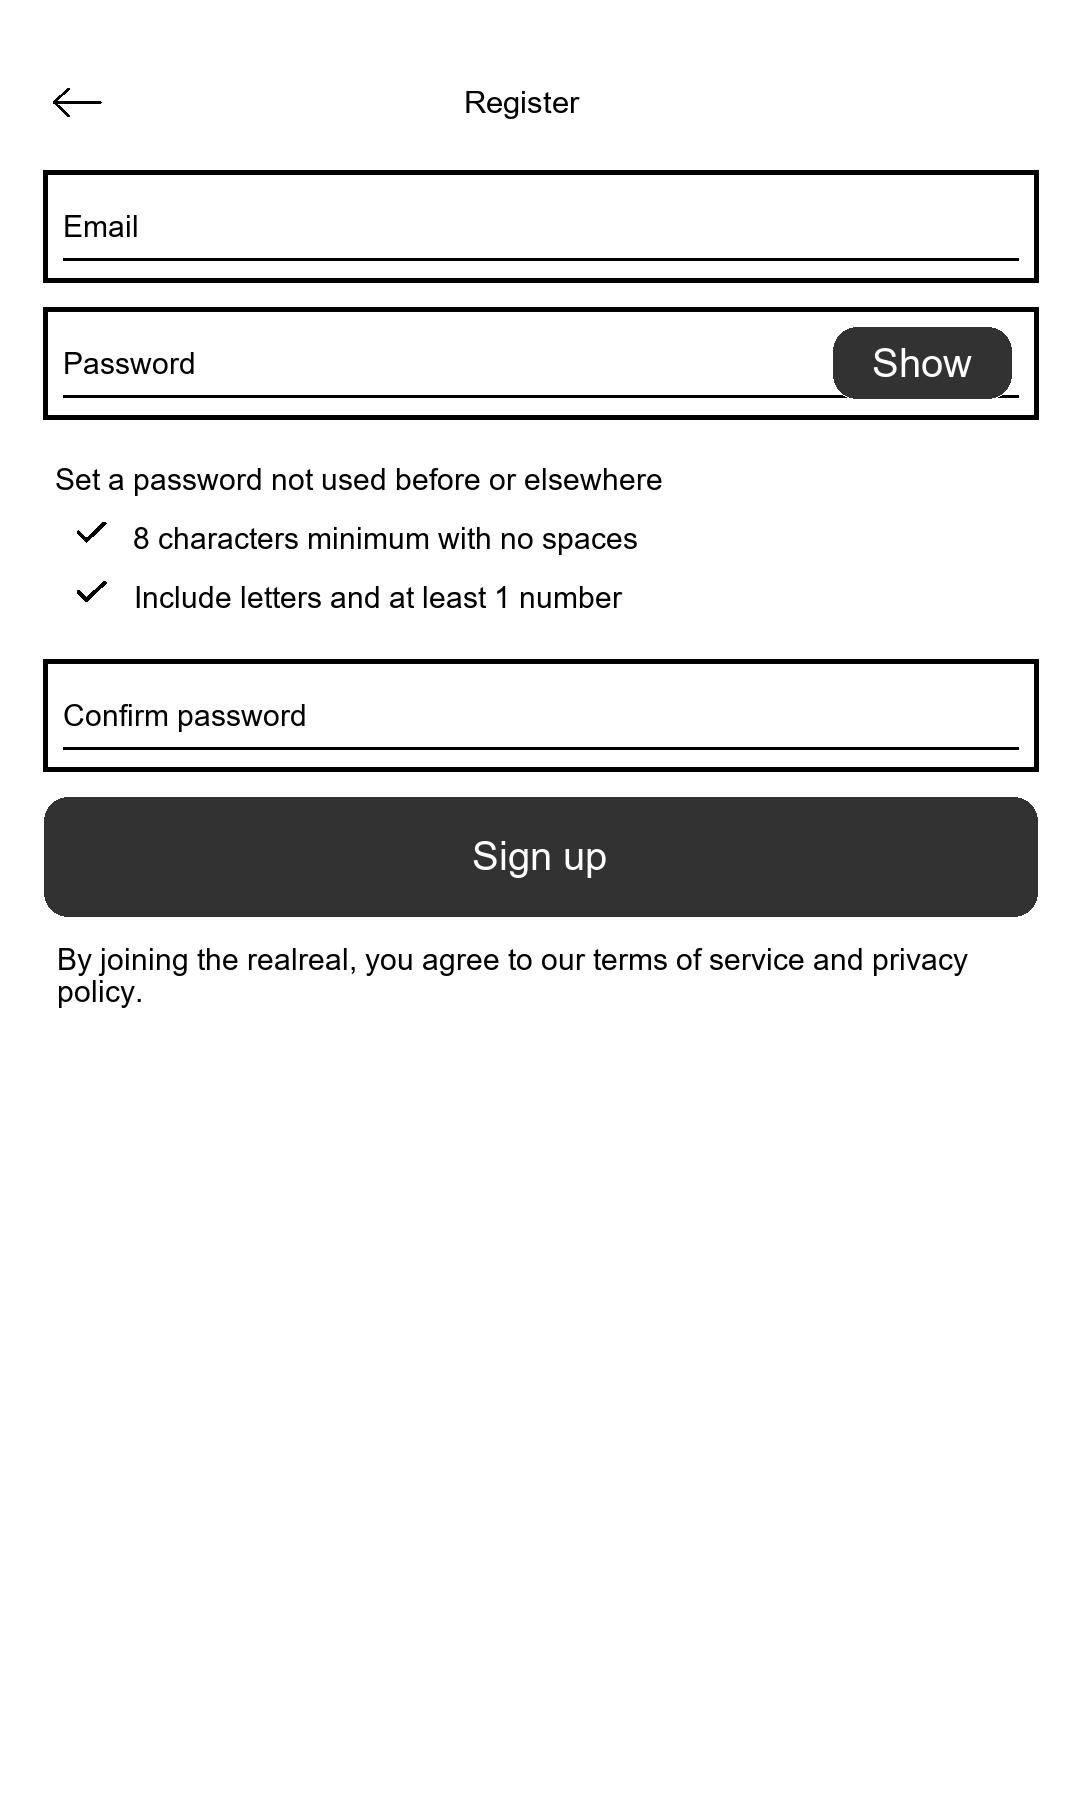 Register
Email
Password
Show
Set a password not used before or elsewhere
8 characters minimum with no spaces
Include letters and at least 1 number
Confirm password
Sign up
By joining the realreal, you agree to our terms of service and privacy
policy.